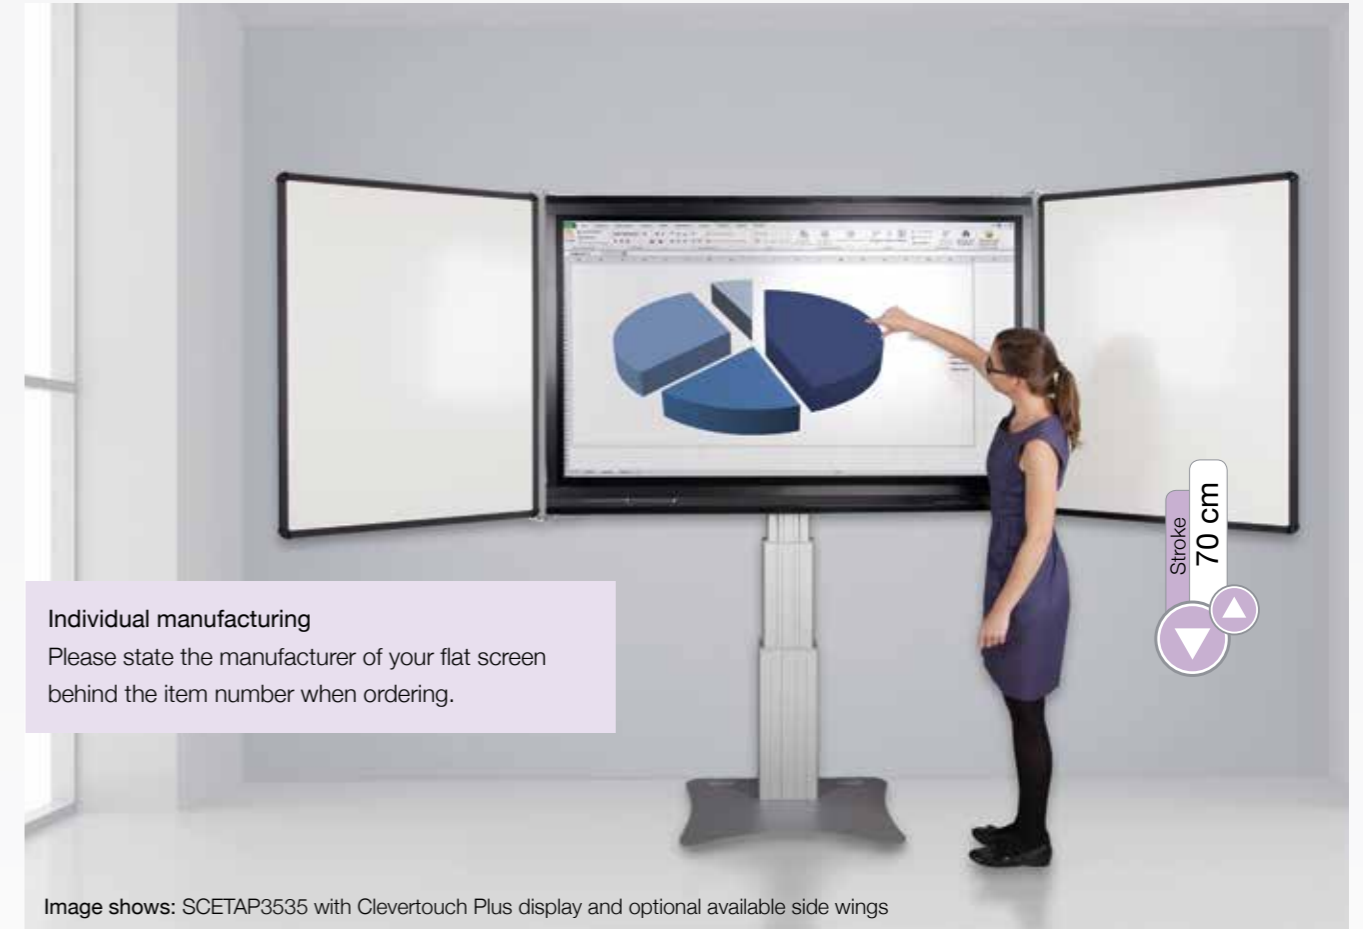 Stroke
70 cm
Individual manufacturing
Please state the manufacturer of your flat screen
behind the item number when ordering.
Image shows: SCETAP3535 with Clevertouch Plus display and optional available side wings